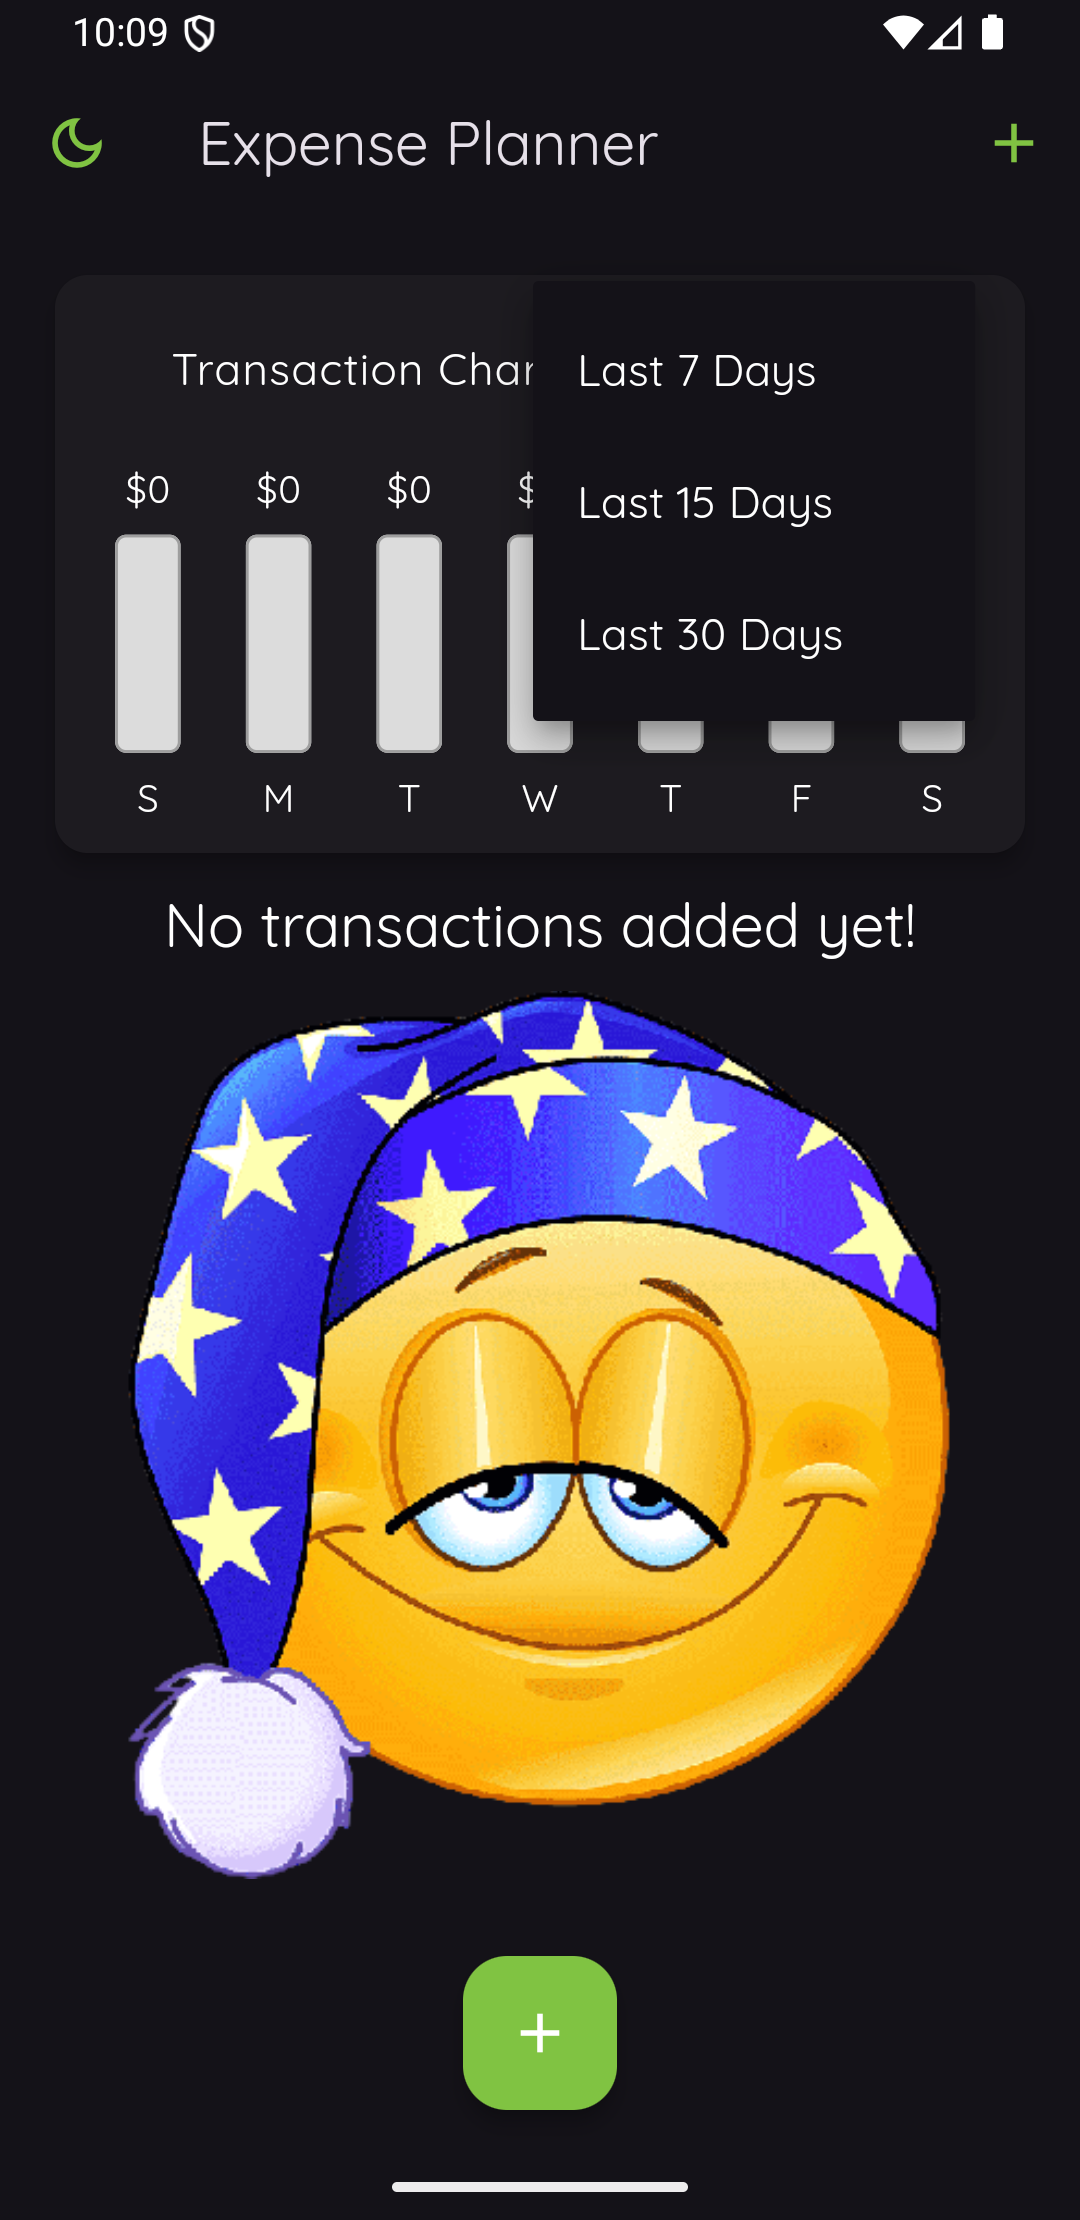 10:09
Expense Planner
Transaction Char
Last 7 Days
Last 15 Days
Last 30 Days
$0 $0 $0 $
S M T W T F S
No transactions added yet!